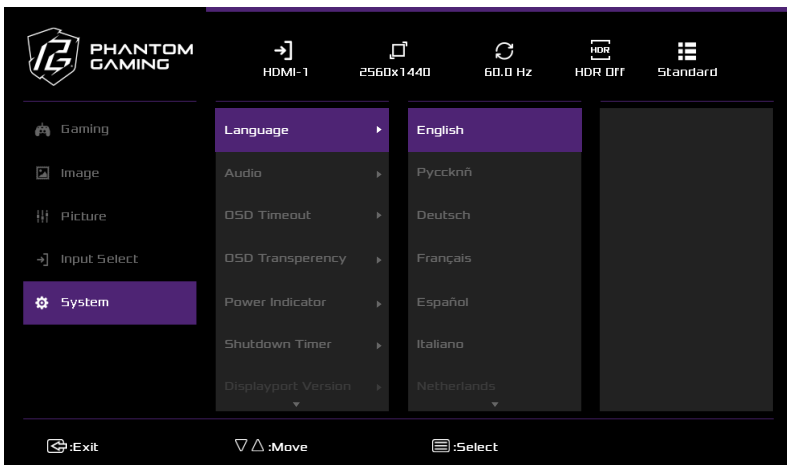 PHANTOM
GAMING
HDMI-1
2560x1440
60.0 Hz
HDR
HDR Off
Standard
Gaming
Image
Picture
Input Select
System
Language
Audio
OSD Timeout
OSD Transperency
Power Indicator
Shutdown Timer
Displayport Version
English
Русскпй
Deutsch
Français
Español
Italiano
Netherlands
:Exit
:Move
:Select